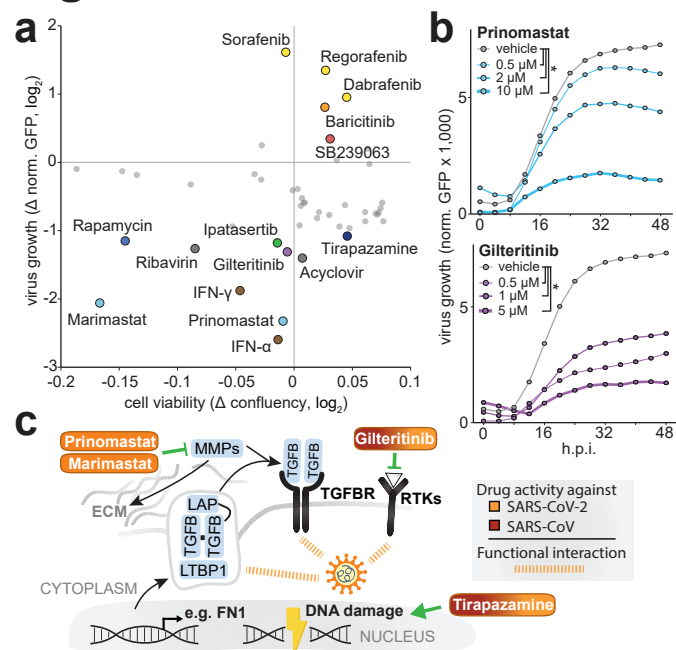 a
virus growth (Δ norm. GFP, log2)
2
1
0
-1
-2
-3
Sorafenib
Regorafenib
Dabrafenib
Baricitinib
SB239063
Rapamycin
Ribavirin
Ipatasertib
Gilteritinib
Tirapazamine
Acyclovir
IFN-γ
Marimastat
Prinomastat
IFN-α
-0.2 -0.15 -0.1 -0.05 0 0.05 0.1
cell viability (Δ confluency, log2)
b
virus growth (norm. GFP x 1,000)
Prinomastat
vehicle
0.5 µM
2 µM
10 µM
*
5
0
0 16 32 48
Gilteritinib
vehicle
0.5 µM
1 µM
5 µM
*
5
0
0 16 32 48
h.p.i.
c
Prinomastat
Marimastat
MMPs
ECM
LAP
TGFB
TGFB
LTBP1
TGFB
TGFB
TGFBR
Gilteritinib
RTKs
CYTOPLASM
e.g. FN1
DNA damage
Tirapazamine
NUCLEUS
Drug activity against
SARS-CoV-2
SARS-CoV
Functional interaction